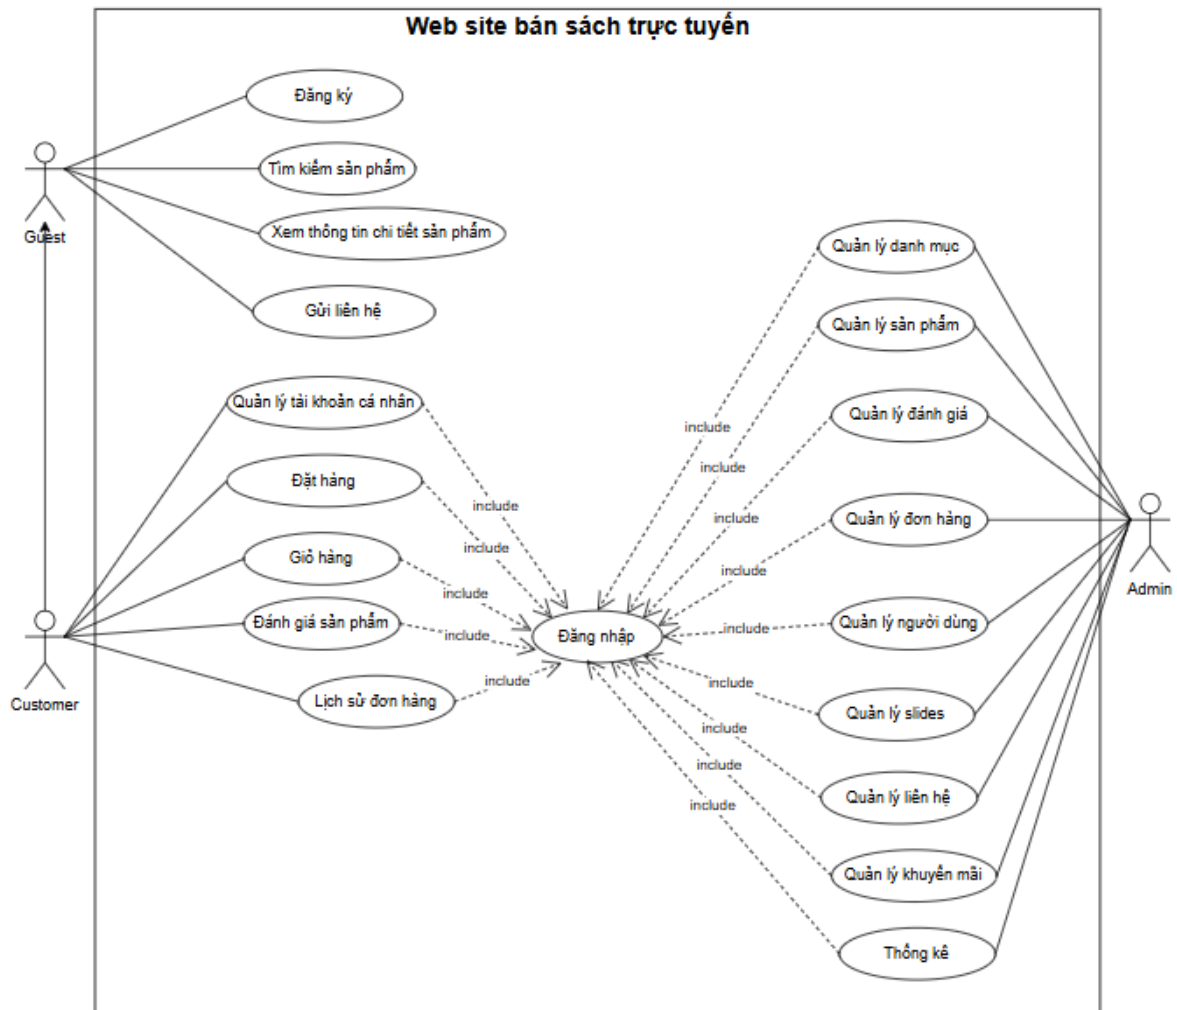 Web site bán sách trực tuyến
Đăng ký
Tìm kiếm sản phẩm
Xem thông tin chi tiết sản phẩm
Gửi liên hệ
Guest
Quản lý tài khoản cá nhân
Đặt hàng
Giỏ hàng
Đánh giá sản phẩm
Lịch sử đơn hàng
Customer
include
include
include
include
include
Đăng nhập
include
include
include
include
include
include
include
include
include
Quản lý danh mục
Quản lý sản phẩm
Quản lý đánh giá
Quản lý đơn hàng
Quản lý người dùng
Quản lý slides
Quản lý liên hệ
Quản lý khuyến mãi
Thống kê
Admin